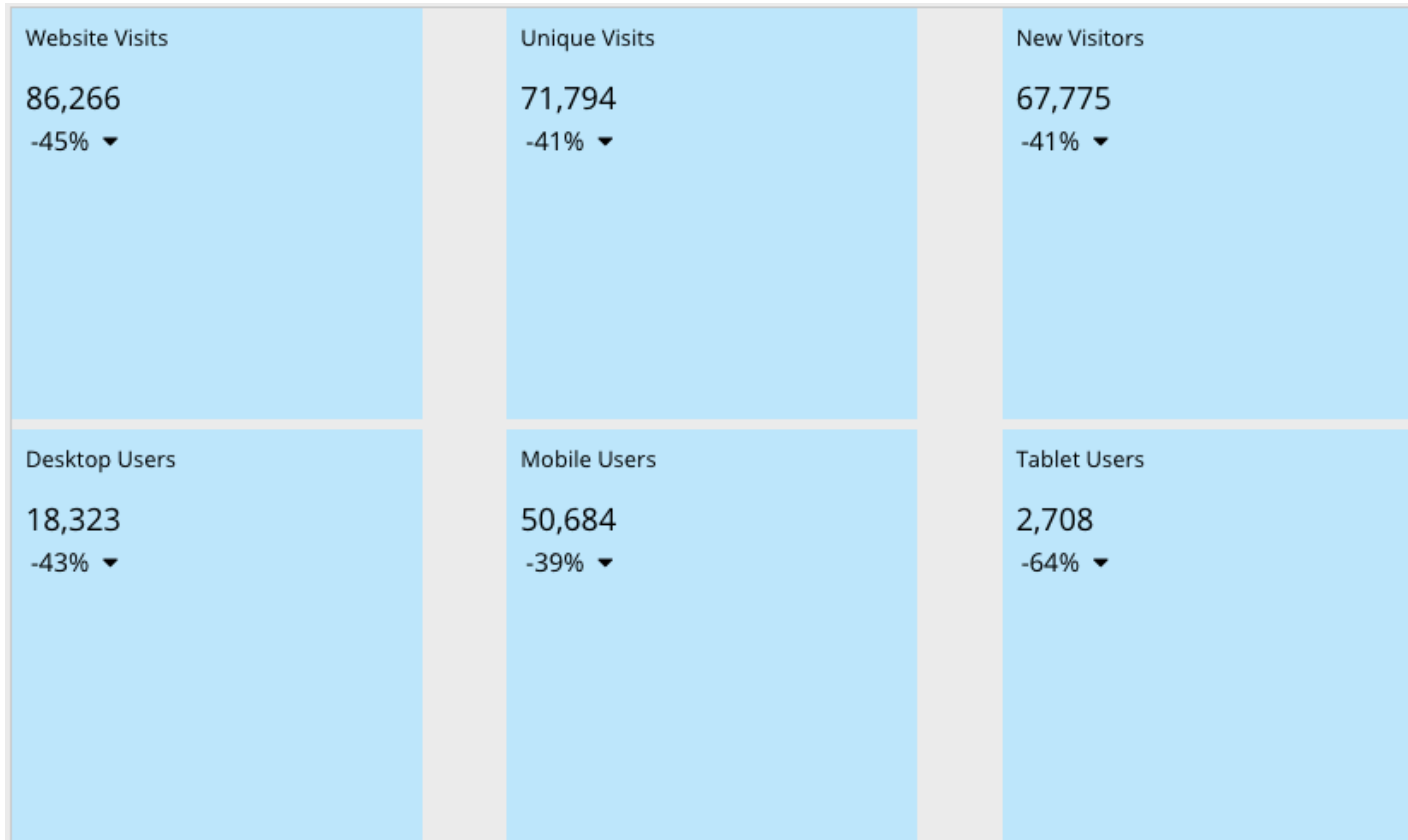 Website Visits
86,266
-45%
Unique Visits
71,794
-41%
New Visitors
67,775
-41%
Desktop Users
18,323
-43%
Mobile Users
50,684
-39%
Tablet Users
2,708
-64%